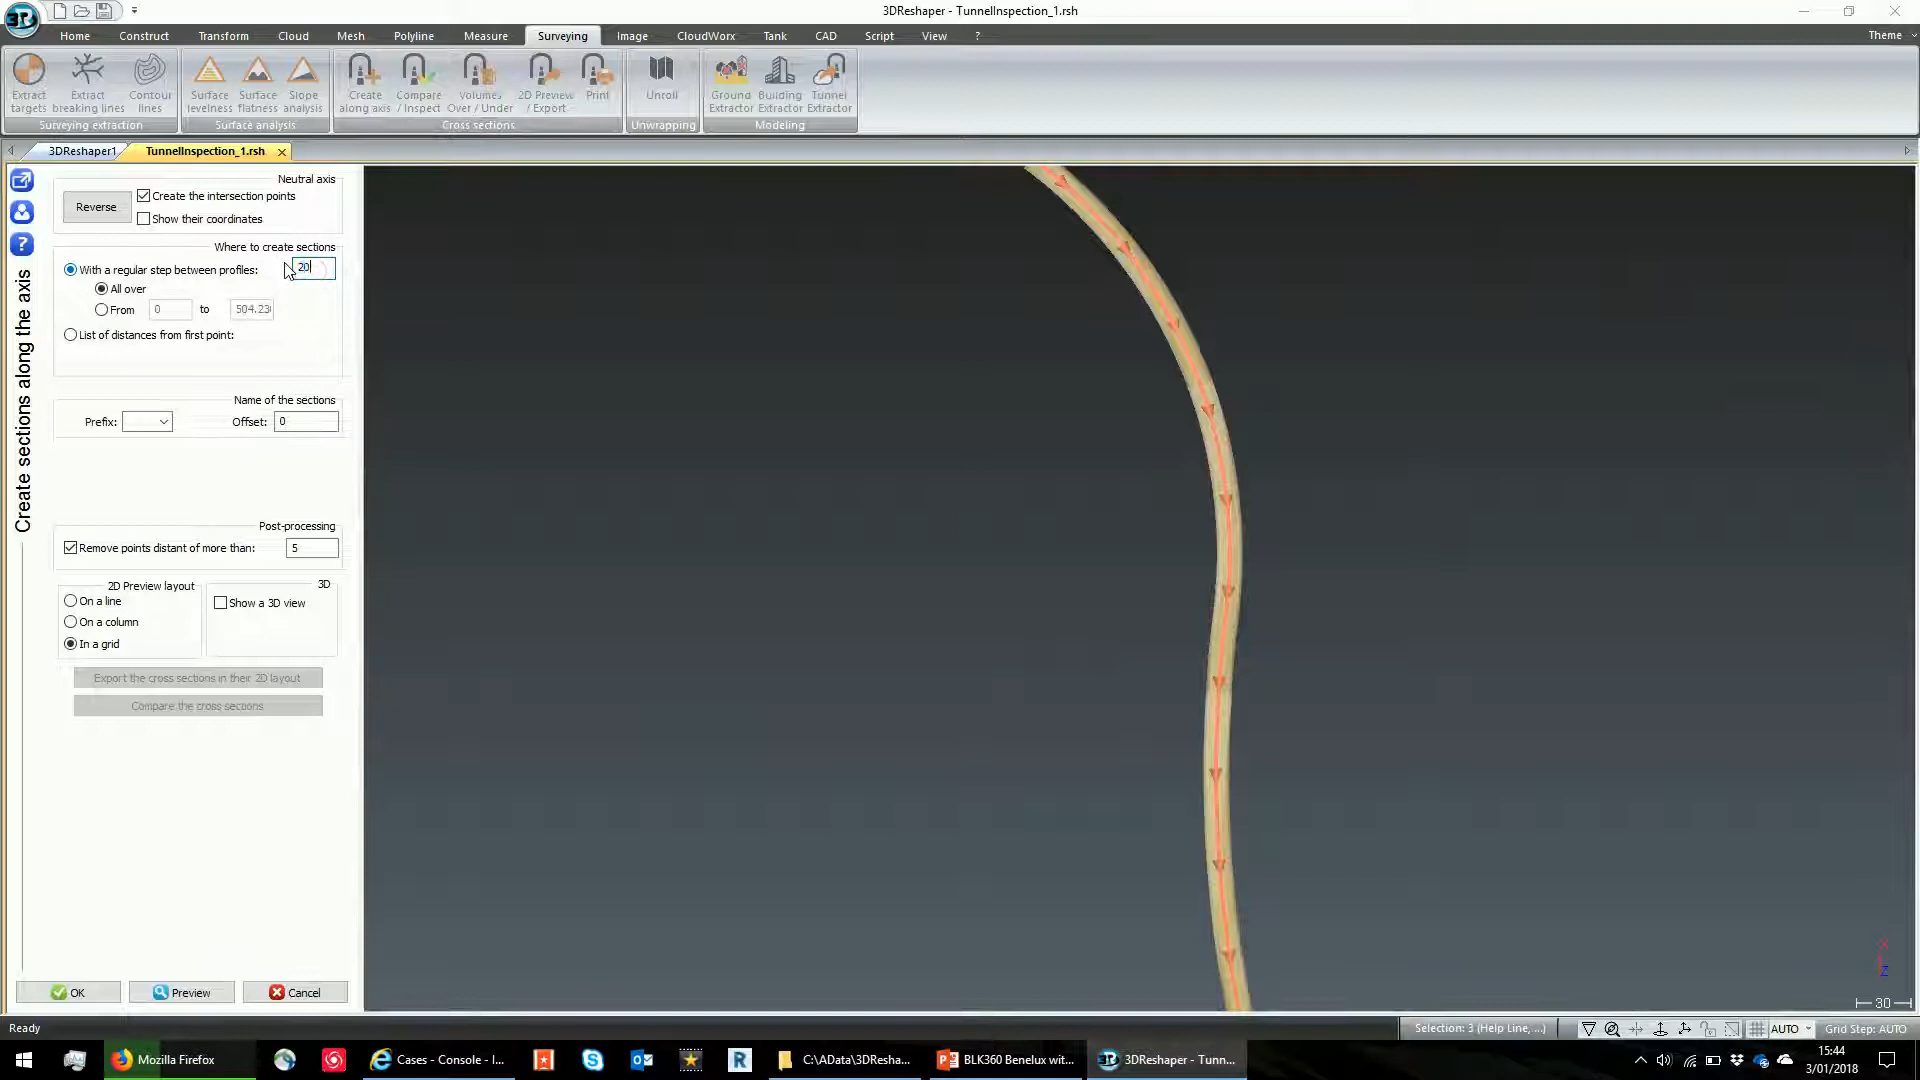 3DReshaper - TunnelInspection_1.rsh
Home Construct Transform Cloud Mesh Polyline Measure Surveying Image CloudWorx Tank CAD Script View ? Theme
Extract targets Extract breaking lines Contour lines
Surveying extraction
Surface levelness Surface flatness Slope analysis
Surface analysis
Create along axis Compare / Inspect Volumes Over / Under 2D Preview / Export Print
Cross sections
Unroll
Unwrapping
Ground Extractor Building Extractor Tunnel Extractor
Modeling
3DReshaper1 TunnelInspection_1.rsh
Create sections along the axis
Neutral axis
Reverse
Create the intersection points
Show their coordinates
Where to create sections
With a regular step between profiles: 20
All over
From 0 to 504.23
List of distances from first point:
Name of the sections
Prefix: Offset: 0
Post-processing
Remove points distant of more than: 5
2D Preview layout
On a line
On a column
In a grid
3D
Show a 3D view
Export the cross sections in their 2D layout
Compare the cross sections
OK Preview Cancel
30
Ready
Selection: 3 (Help Line, ...) AUTO Grid Step: AUTO
Mozilla Firefox
Cases - Console - I...
C:\AData\3DResha...
BLK360 Benelux wit...
3DReshaper - Tunn...
15:44
3/01/2018